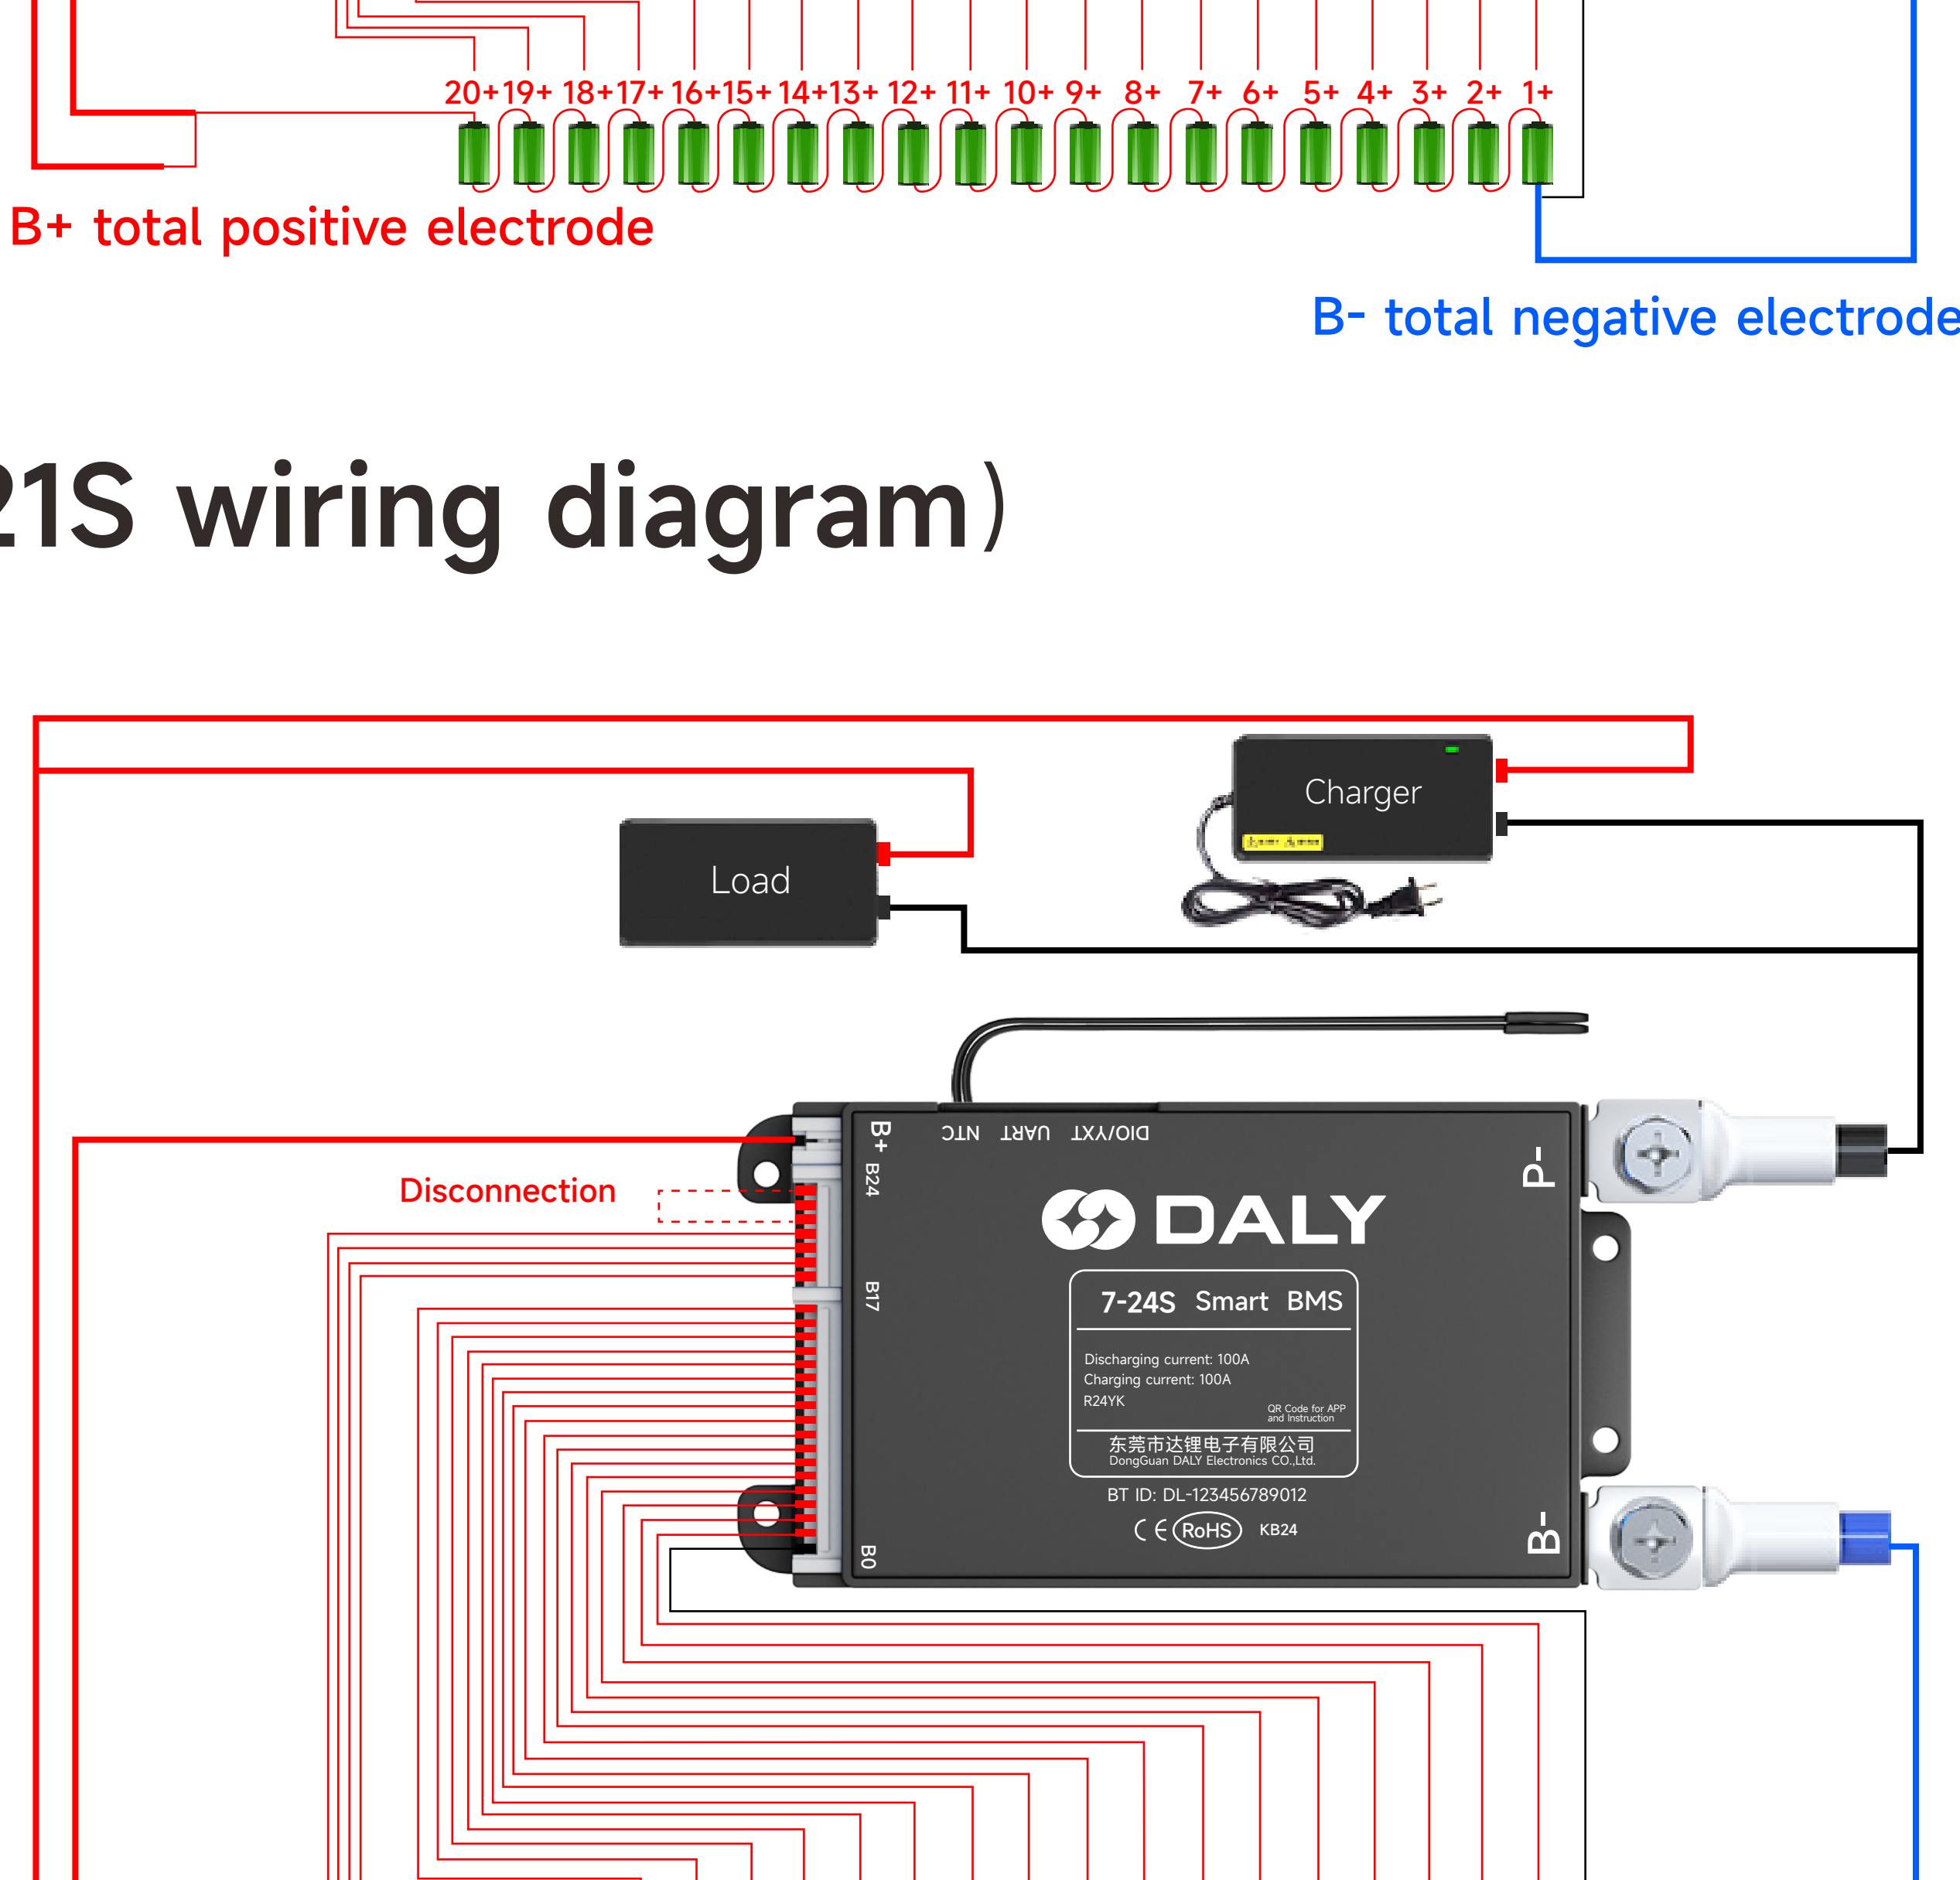 20+ 19+ 18+ 17+ 16+ 15+ 14+ 13+ 12+ 11+ 10+ 9+ 8+ 7+ 6+ 5+ 4+ 3+ 2+ 1+
B+ total positive electrode
B- total negative electrode
21S wiring diagram)
Charger
Load
B+
NTC UART DIO/YXT
B24
P-
Disconnection
DALY
B17
7-24S Smart BMS
Discharging current: 100A
Charging current: 100A
R24YK
QR Code for APP
and Instruction
东莞市达锂电子有限公司
DongGuan DALY Electronics CO.,Ltd.
BT ID: DL-123456789012
CE RoHS KB24
B-
B0